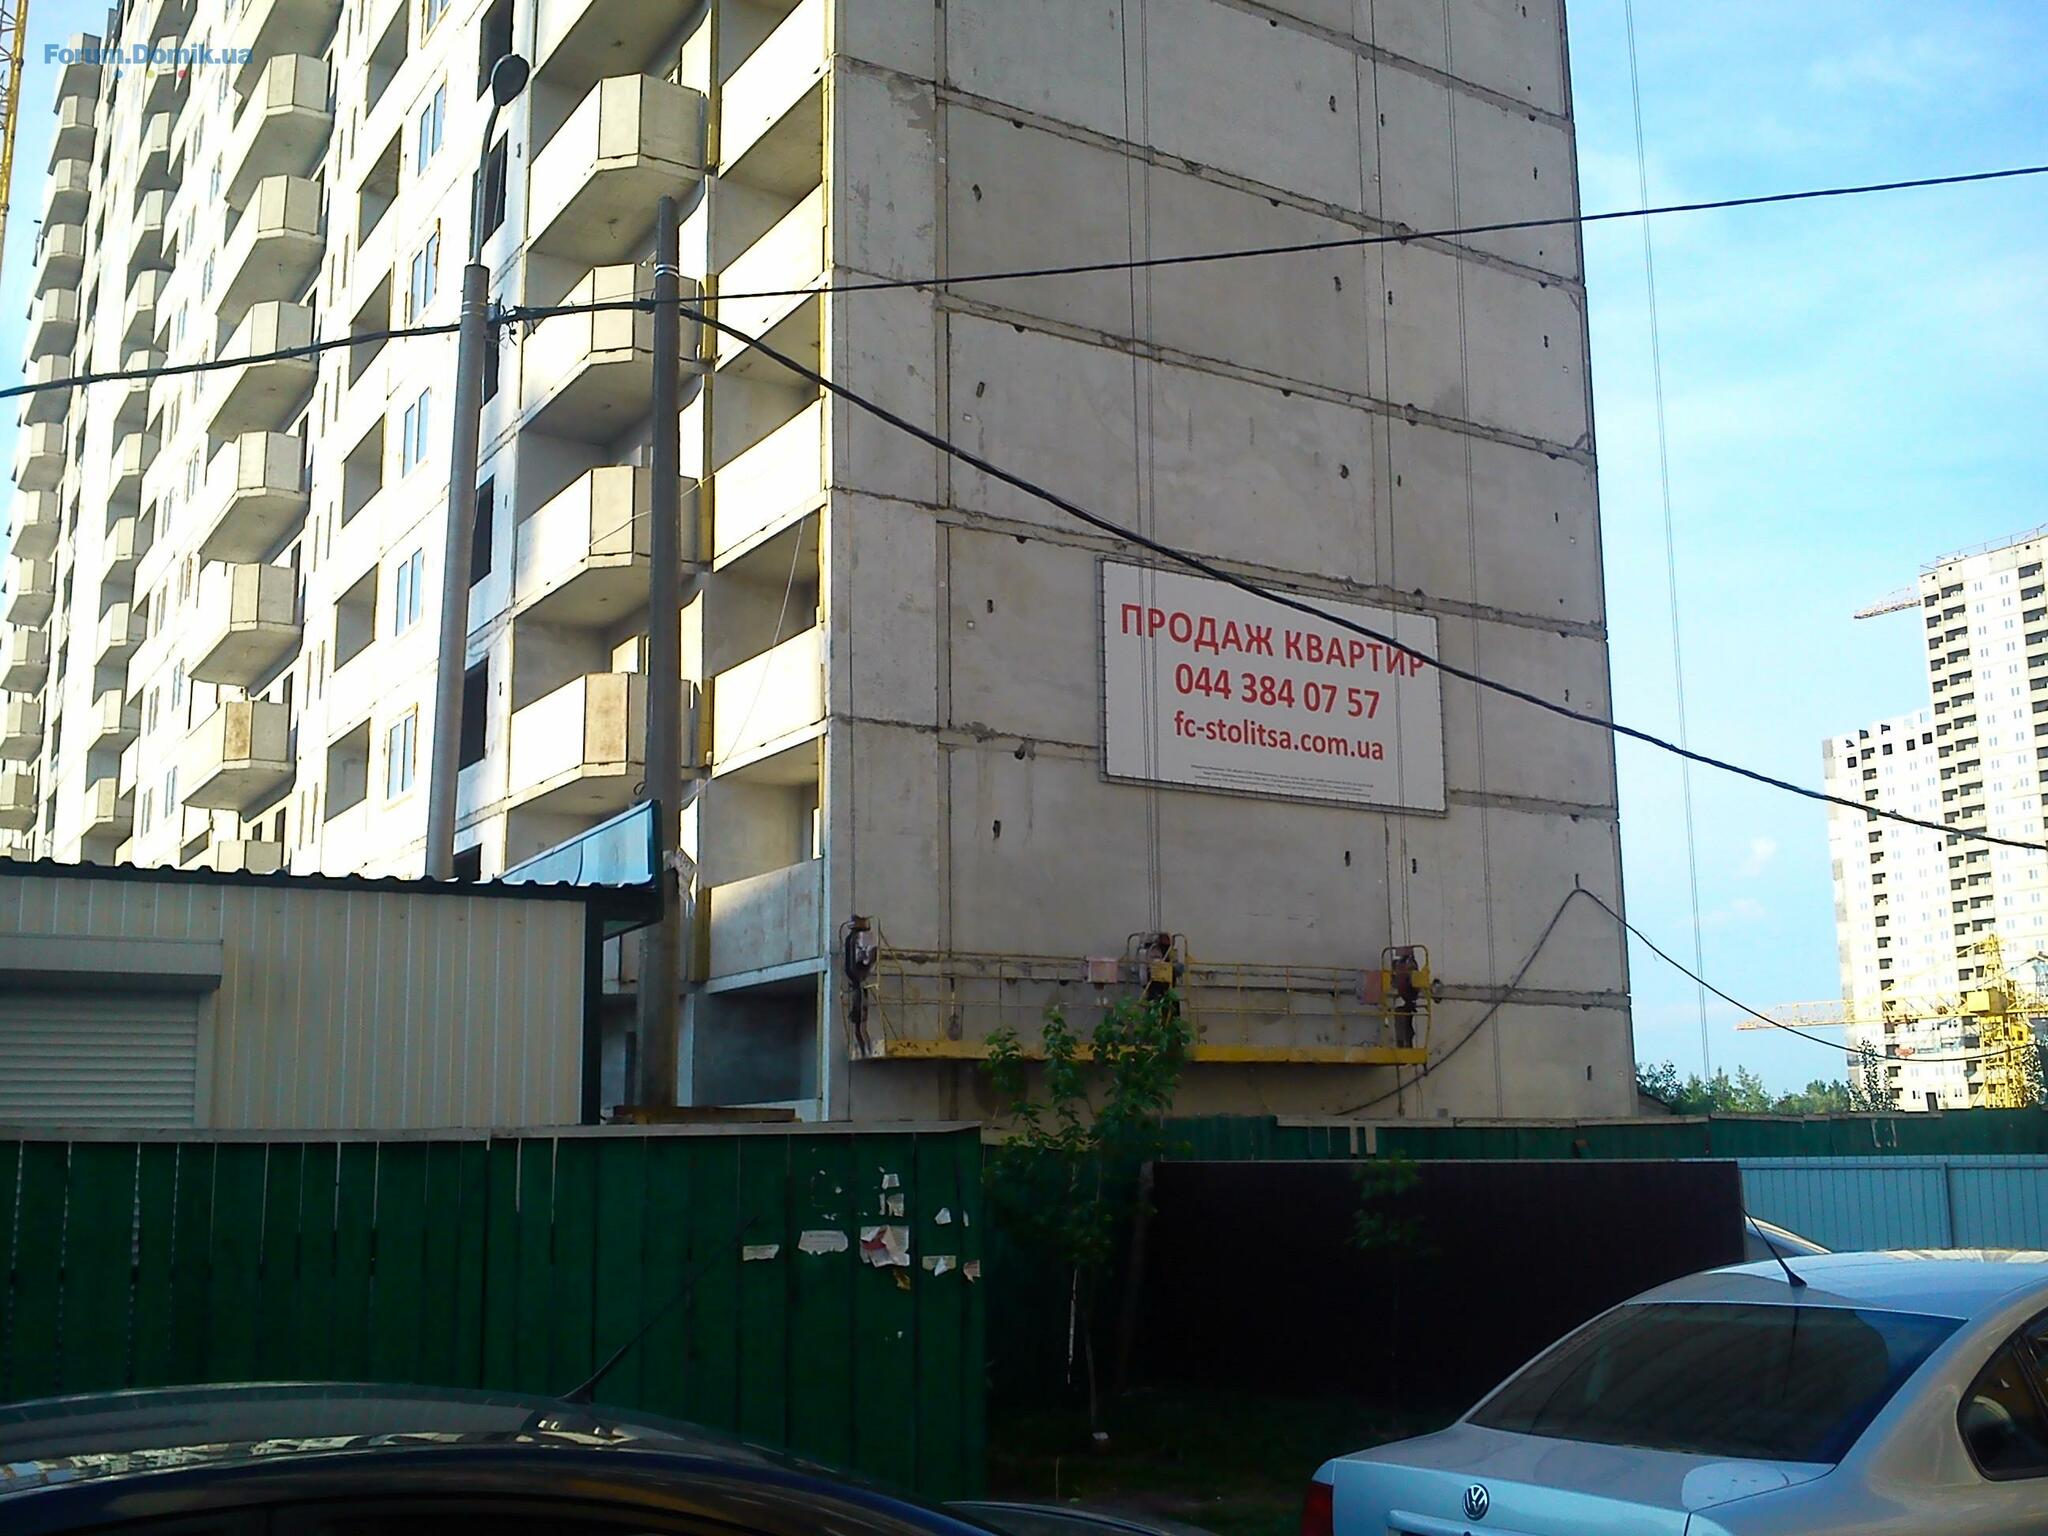 Forum.Domik.ua
ПРОДАЖ КВАРТИР
044 384 07 57
fc-stolitsa.com.ua